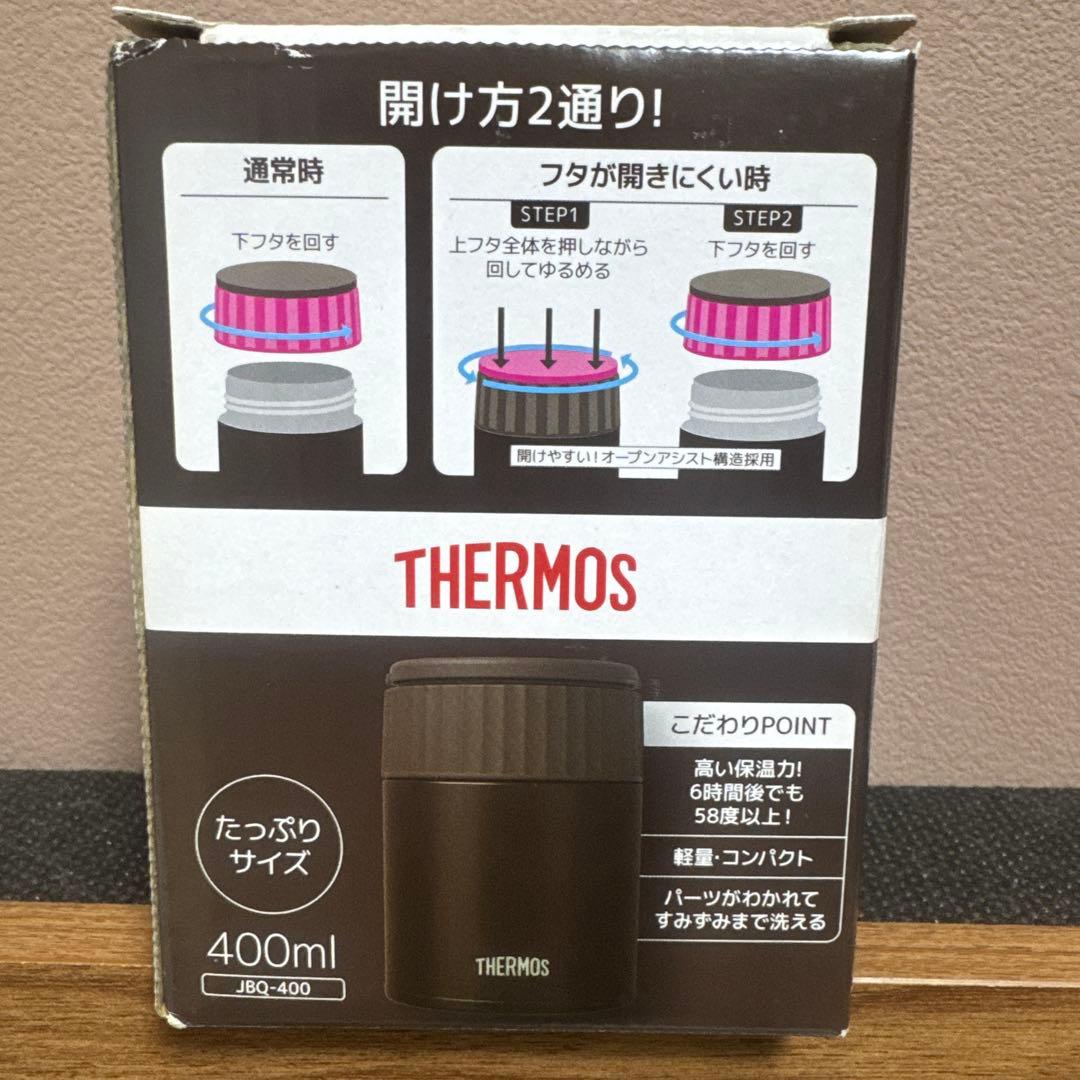 開け方2通り!
通常時
下フタを回す
フタが開きにくい時
STEP1
上フタ全体を押しながら
回してゆるめる
STEP2
下フタを回す
開けやすい!オープンアシスト構造採用
THERMOS
こだわりPOINT
高い保温力!
6時間後でも
58度以上!
軽量・コンパクト
パーツがわかれて
すみずみまで洗える
たっぷり
サイズ
400ml
JBQ-400
THERMOS